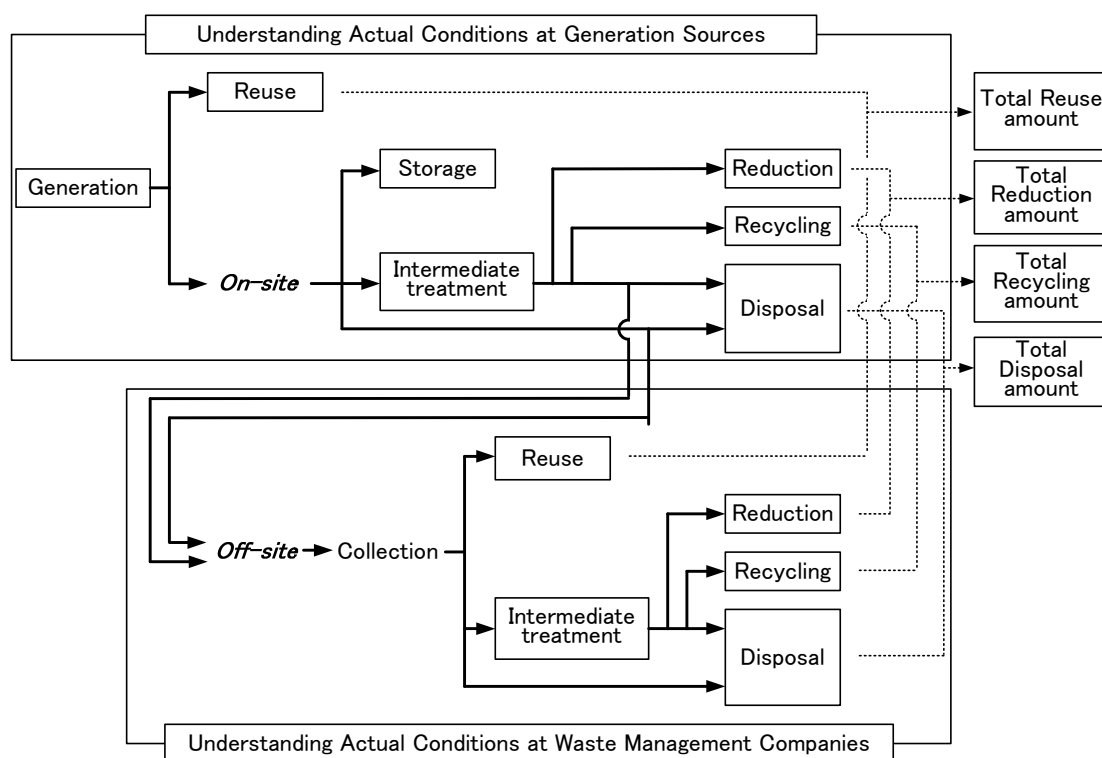 Understanding Actual Conditions at Generation Sources
Reuse
Total Reuse
amount
Generation
Storage
Reduction
Total
Reduction
amount
Recycling
On-site
Intermediate
treatment
Disposal
Total
Recycling
amount
Total
Disposal
amount
Reuse
Reduction
Off-site
Collection
Recycling
Intermediate
treatment
Disposal
Understanding Actual Conditions at Waste Management Companies